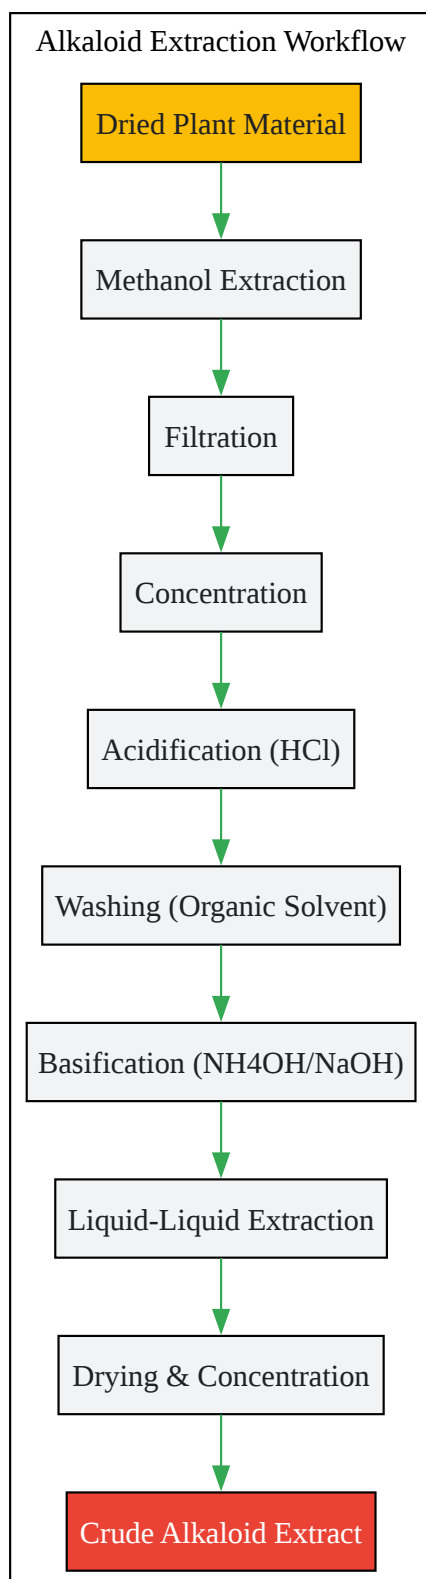 Alkaloid Extraction Workflow
Dried Plant Material
Methanol Extraction
Filtration
Concentration
Acidification (HCl)
Washing (Organic Solvent)
Basification (NH4OH/NaOH)
Liquid-Liquid Extraction
Drying & Concentration
Crude Alkaloid Extract